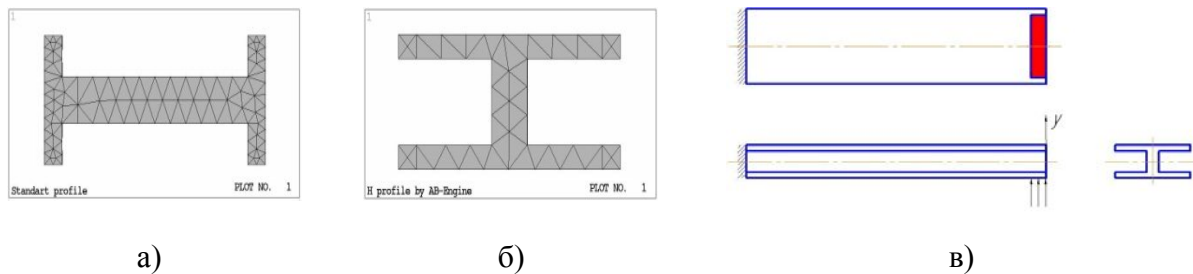 1
Standart profile PLOT NO. 1
1
H profile by AB-Engine PLOT NO. 1
y
а) б) в)